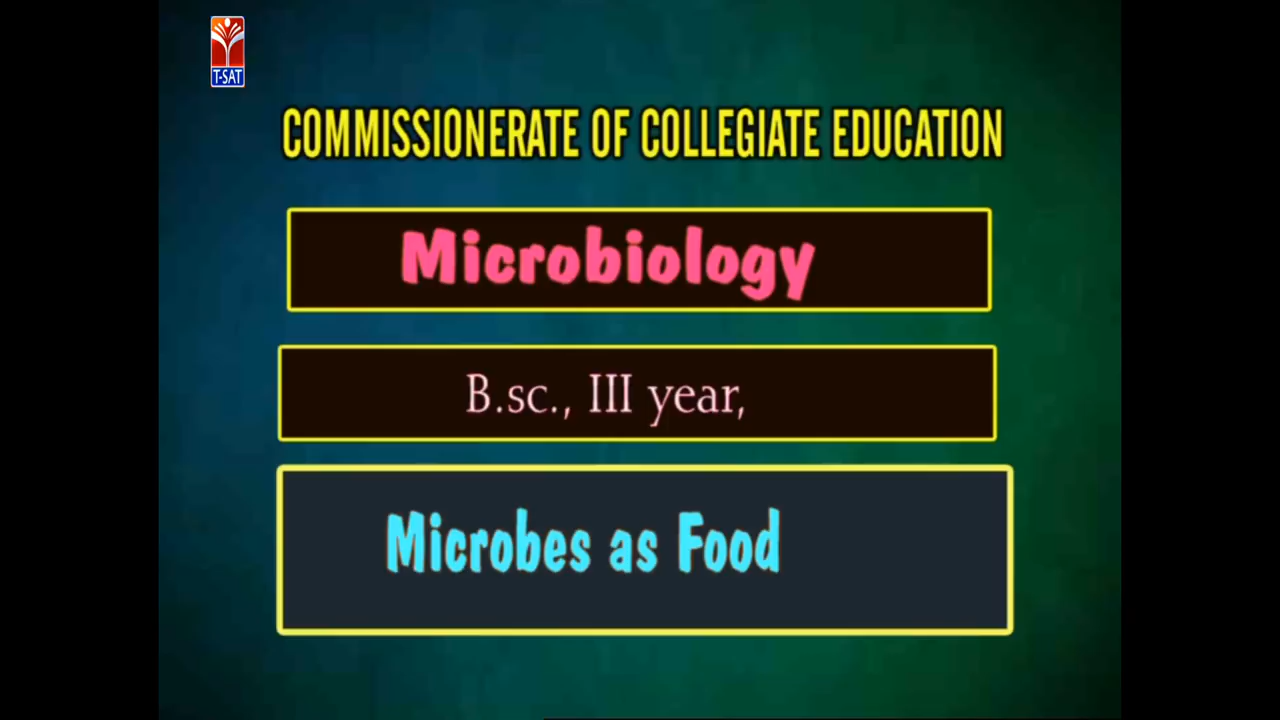 T-SAT
COMMISSIONERATE OF COLLEGIATE EDUCATION
Microbiology
B.sc., III year,
Microbes as Food